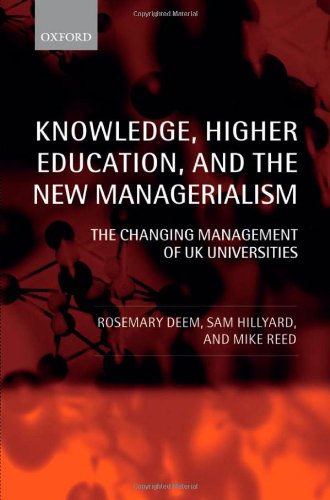 OXFORD
KNOWLEDGE, HIGHER
EDUCATION, AND THE
NEW MANAGERIALISM
THE CHANGING MANAGEMENT
OF UK UNIVERSITIES
ROSEMARY DEEM, SAM HILLYARD,
AND MIKE REED